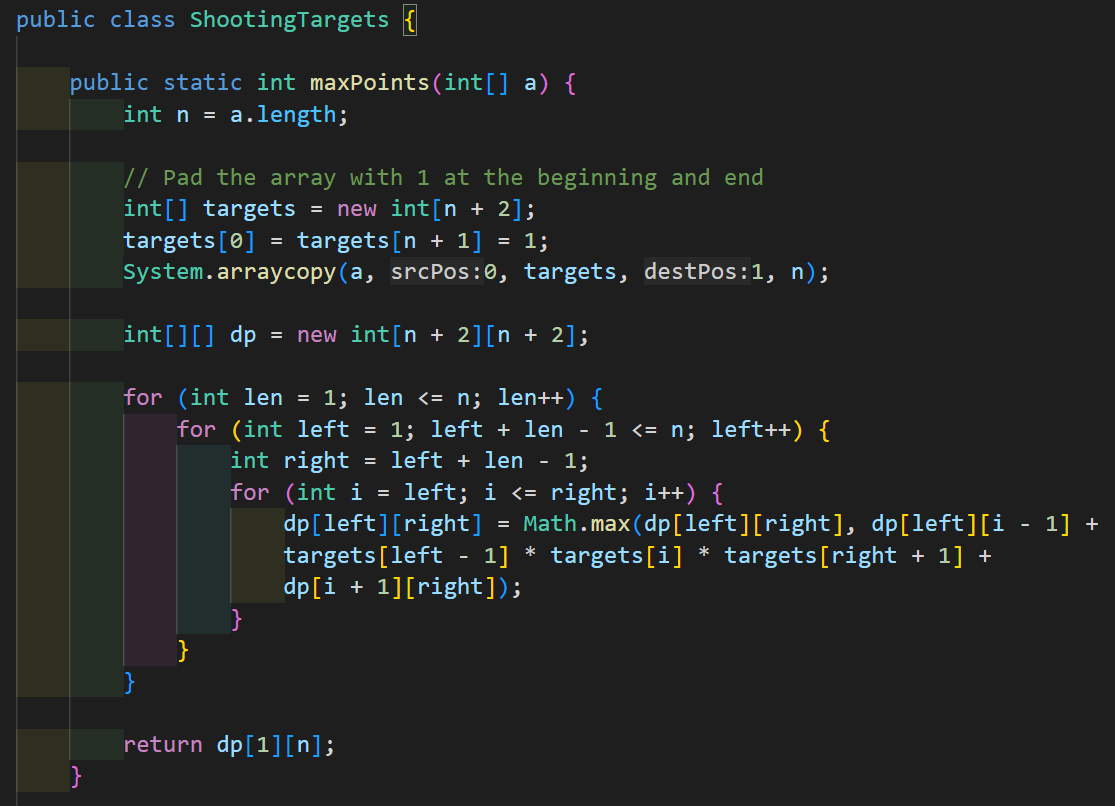 public class ShootingTargets {
public static int maxPoints(int[] a) {
int n = a.length;
// Pad the array with 1 at the beginning and end
int[] targets = new int[n + 2];
targets[0] = targets[n + 1] = 1;
System.arraycopy(a, srcPos:0, targets, destPos:1, n);
int[][] dp = new int[n + 2][n + 2];
for (int len = 1; len <= n; len++) {
for (int left = 1; left + len - 1 <= n; left++) {
int right = left + len - 1;
for (int i = left; i <= right; i++) {
dp[left][right] = Math.max(dp[left][right], dp[left][i - 1] +
targets[left - 1] * targets[i] * targets[right + 1] +
dp[i + 1][right]);
}
}
}
return dp[1][n];
}